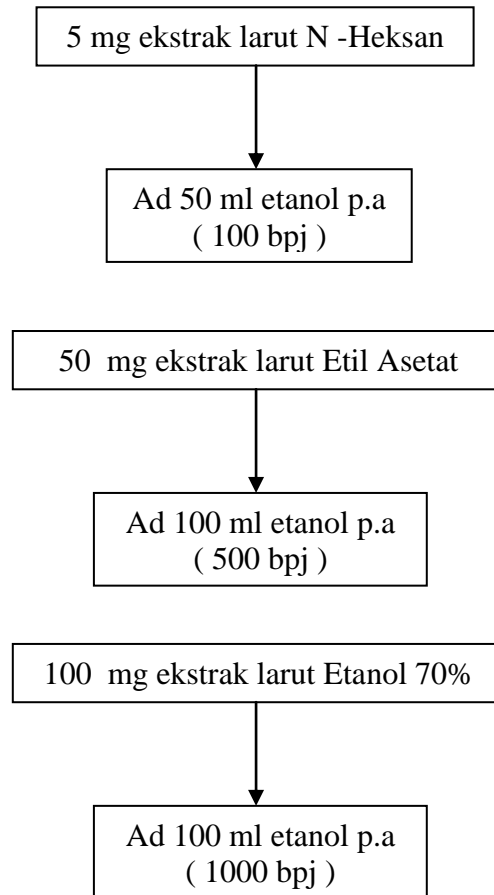 5 mg ekstrak larut N -Heksan
Ad 50 ml etanol p.a
( 100 bpj )
50 mg ekstrak larut Etil Asetat
Ad 100 ml etanol p.a
( 500 bpj )
100 mg ekstrak larut Etanol 70%
Ad 100 ml etanol p.a
( 1000 bpj )